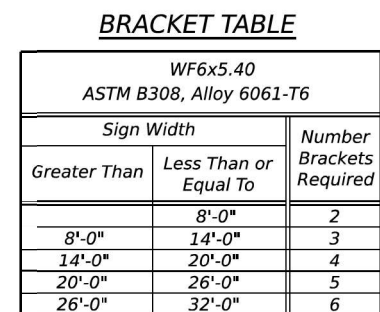 BRACKET TABLE
WF6x5.40
ASTM B308, Alloy 6061-T6
Sign Width
Number
Brackets
Required
Greater Than
Less Than or
Equal To
8'-0" 2
8'-0" 14'-0" 3
14'-0" 20'-0" 4
20'-0" 26'-0" 5
26'-0" 32'-0" 6